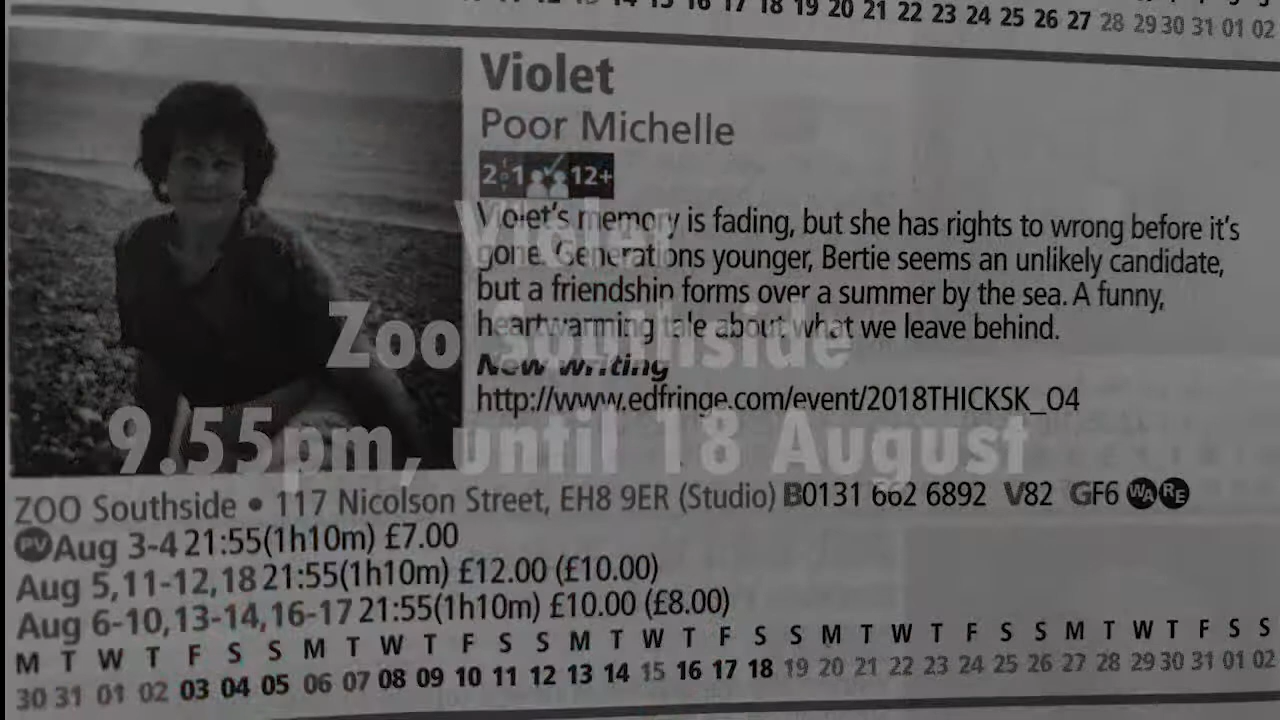 14 15 16 17 18 19 20 21 22 23 24 25 26 27 28 29 30 31 01 02
Violet
Poor Michelle
2:1 12+
Violet's memory is fading, but she has rights to wrong before it's
gone. Generations younger, Bertie seems an unlikely candidate,
but a friendship forms over a summer by the sea. A funny,
heartwarming tale about what we leave behind.
New writing
http://www.edfringe.com/event/2018THICKSK_O4
Violet
Zoo Southside
9.55pm, until 18 August
ZOO Southside • 117 Nicolson Street, EH8 9ER (Studio) B0131 662 6892 V82 GF6 WA RE
PV Aug 3-4 21:55(1h10m) £7.00
Aug 5,11-12,18 21:55(1h10m) £12.00 (£10.00)
Aug 6-10,13-14,16-17 21:55(1h10m) £10.00 (£8.00)
M T W T F S S M T W T F S S M T W T F S S M T W T F S S M T W T F S S
30 31 01 02 03 04 05 06 07 08 09 10 11 12 13 14 15 16 17 18 19 20 21 22 23 24 25 26 27 28 29 30 31 01 02